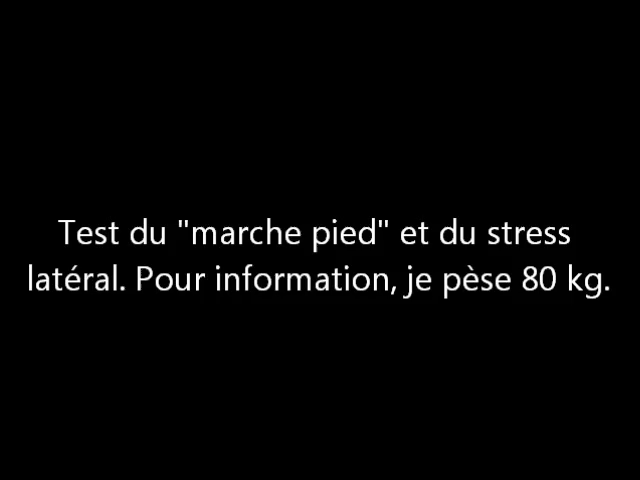 Test du "marche pied" et du stress
latéral. Pour information, je pèse 80 kg.